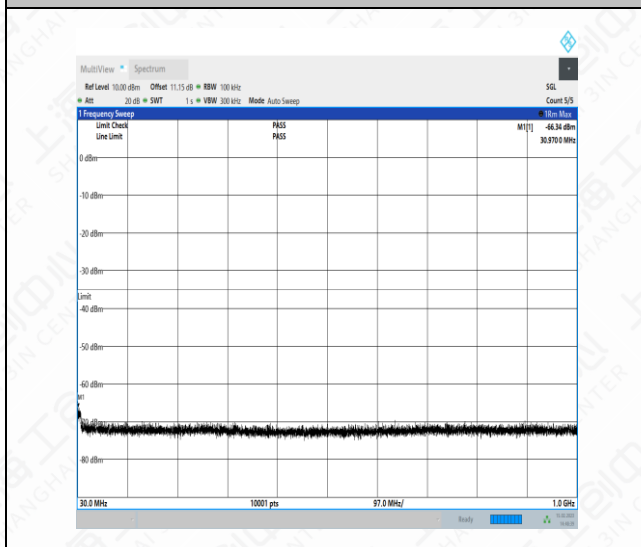 MultiView Spectrum
Ref Level 10.00 dBm Offset 11.15 dB RBW 100 kHz SGL
Att 20 dB SWT 1 s VBW 300 kHz Mode Auto Sweep Count 5/5
1 Frequency Sweep 1Rm Max
Limit Check PASS M1[1] -66.34 dBm
Line Limit PASS 30.970 0 MHz
0 dBm
-10 dBm
-20 dBm
-30 dBm
Limit
-40 dBm
-50 dBm
-60 dBm
M1
-70 dBm
-80 dBm
30.0 MHz 10001 pts 97.0 MHz/ 1.0 GHz
Ready